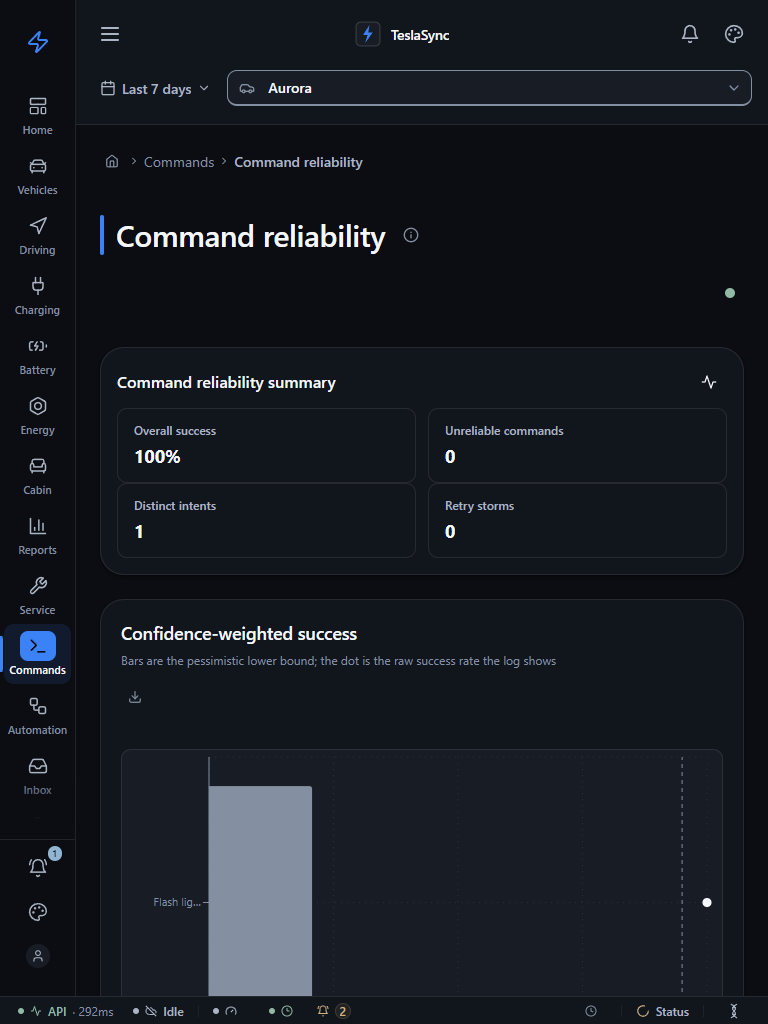 TeslaSync
Last 7 days
Aurora
Home
Vehicles
Driving
Charging
Battery
Energy
Cabin
Reports
Service
Commands
Automation
Inbox
1
Commands
Command reliability
Command reliability
Command reliability summary
Overall success
100%
Unreliable commands
0
Distinct intents
1
Retry storms
0
Confidence-weighted success
Bars are the pessimistic lower bound; the dot is the raw success rate the log shows
Flash lig...
API · 292ms
Idle
2
Status